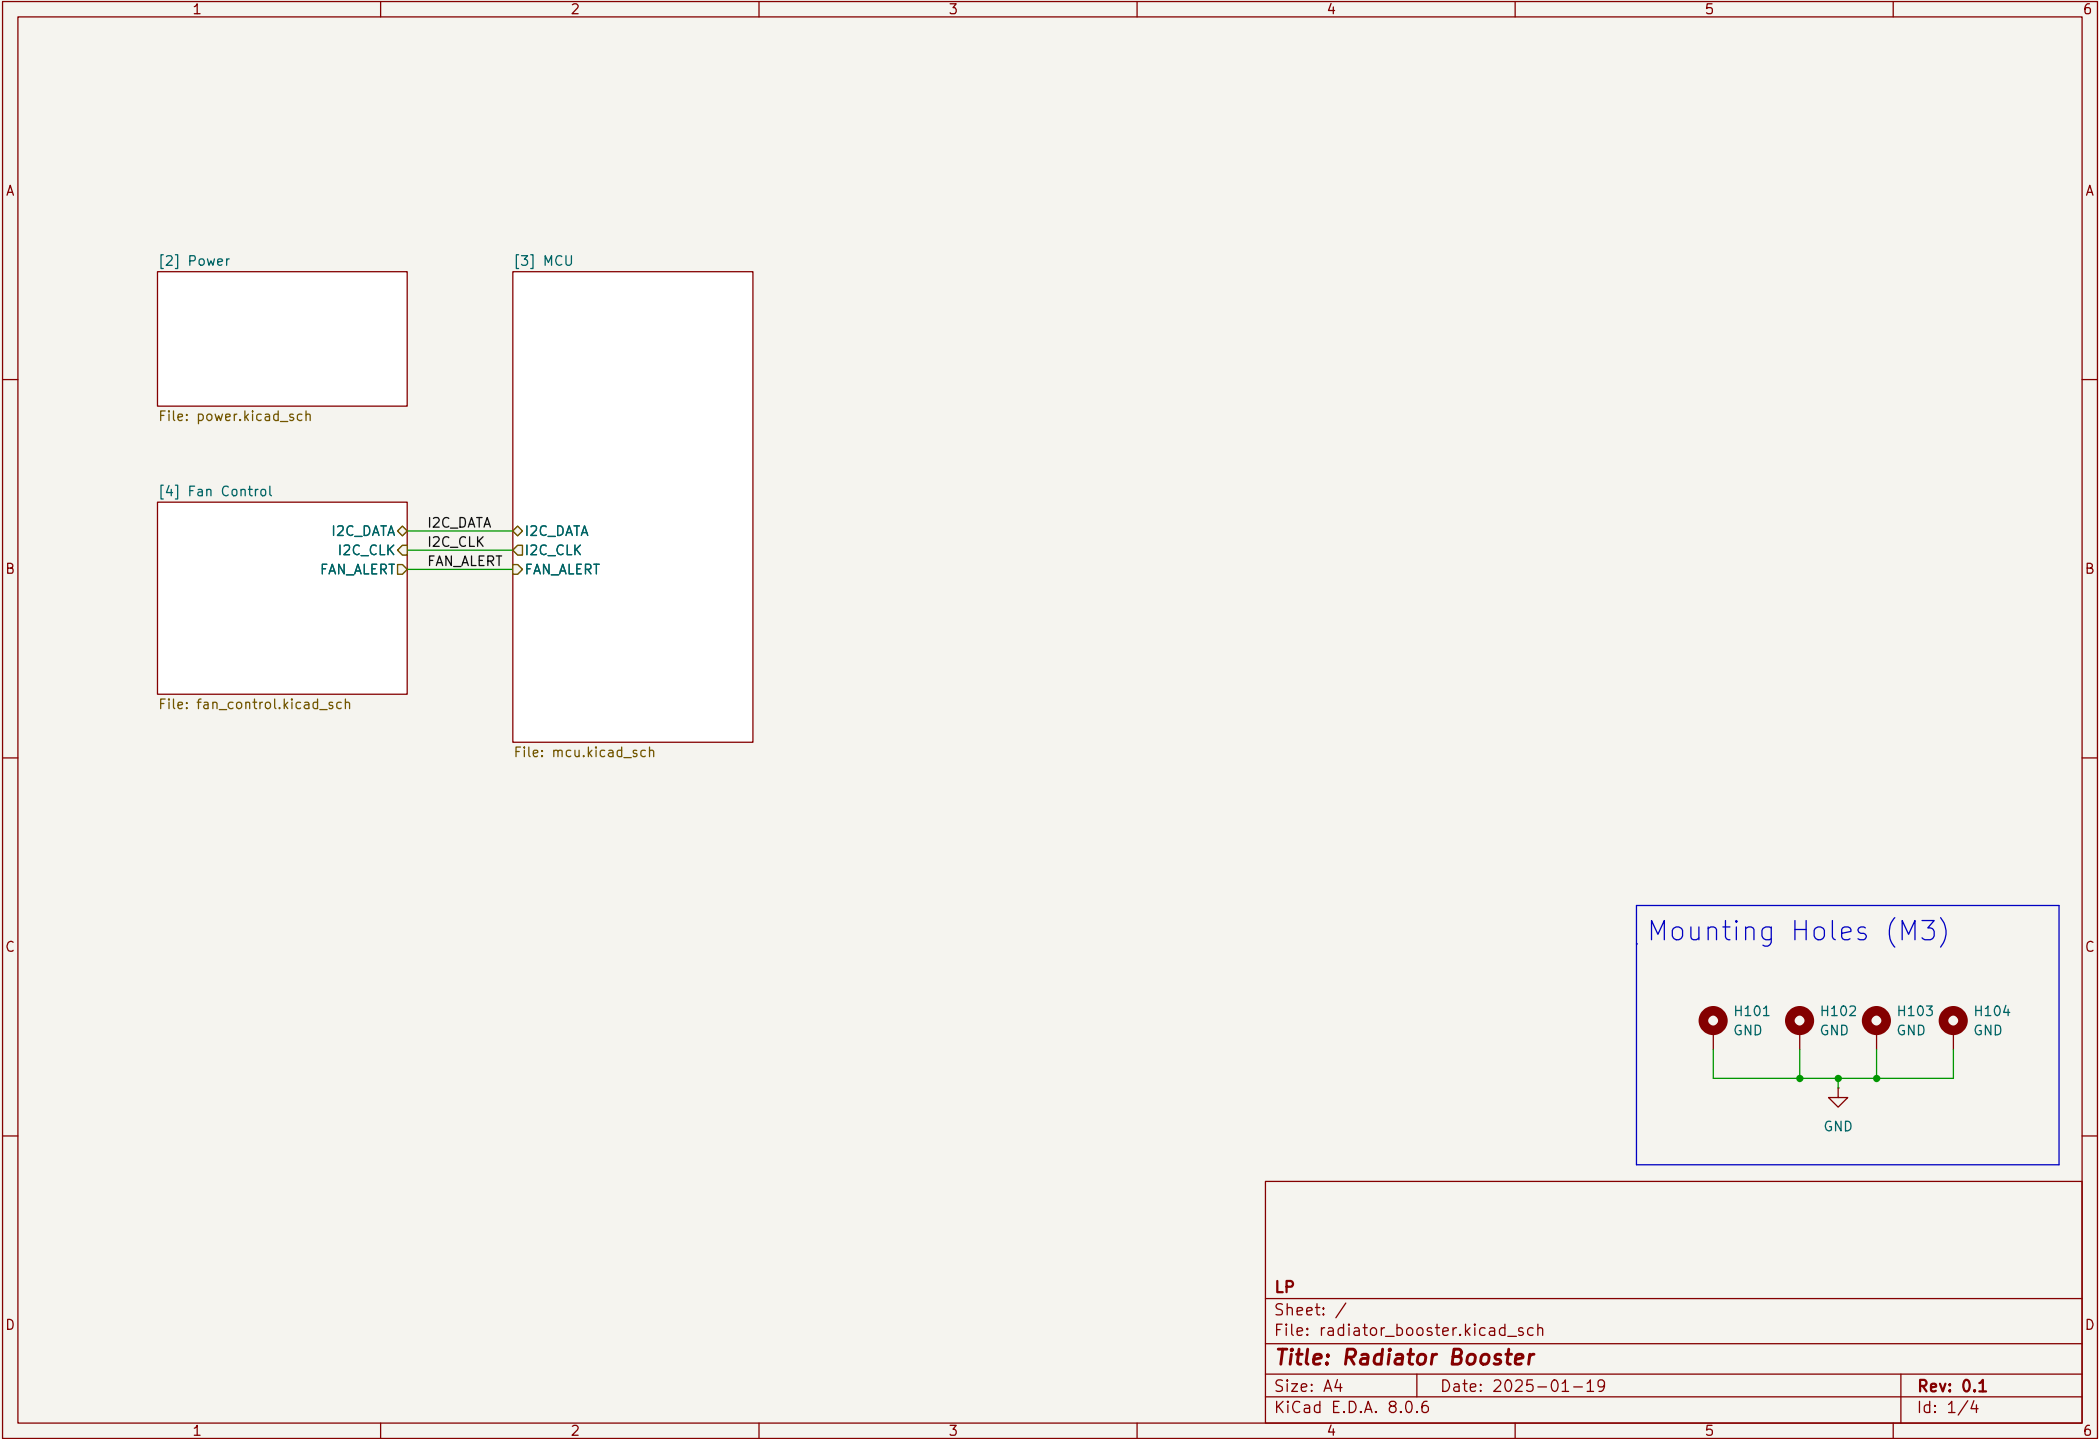 1 2 3 4 5 6
A A
[2] Power
[3] MCU
File: power.kicad_sch
[4] Fan Control
I2C_DATA I2C_DATA I2C_DATA
I2C_CLK I2C_CLK I2C_CLK
FAN_ALERT FAN_ALERT FAN_ALERT
B B
File: fan_control.kicad_sch
File: mcu.kicad_sch
Mounting Holes (M3)
C C
H101 H102 H103 H104
GND GND GND GND
GND
LP
Sheet: /
File: radiator_booster.kicad_sch
D D
Title: Radiator Booster
Size: A4 Date: 2025-01-19 Rev: 0.1
KiCad E.D.A. 8.0.6 Id: 1/4
1 2 3 4 5 6